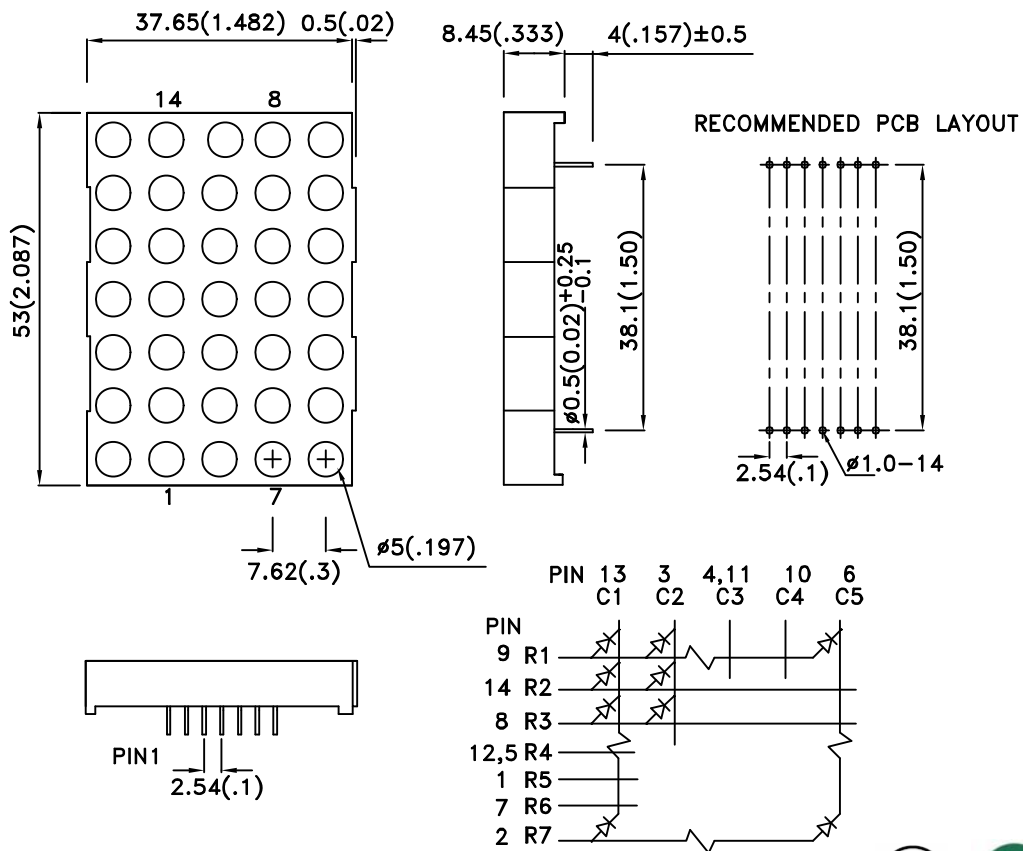 37.65(1.482) 0.5(.02)
8.45(.333) 4(.157)±0.5
14 8
RECOMMENDED PCB LAYOUT
53(2.087)
ø0.5(0.02)+0.25
-0.1
38.1(1.50)
38.1(1.50)
2.54(.1) ø1.0-14
1 7
7.62(.3)
ø5(.197)
PIN 13 3 4,11 10 6
C1 C2 C3 C4 C5
PIN
9 R1
14 R2
8 R3
12,5 R4
1 R5
7 R6
2 R7
PIN1
2.54(.1)